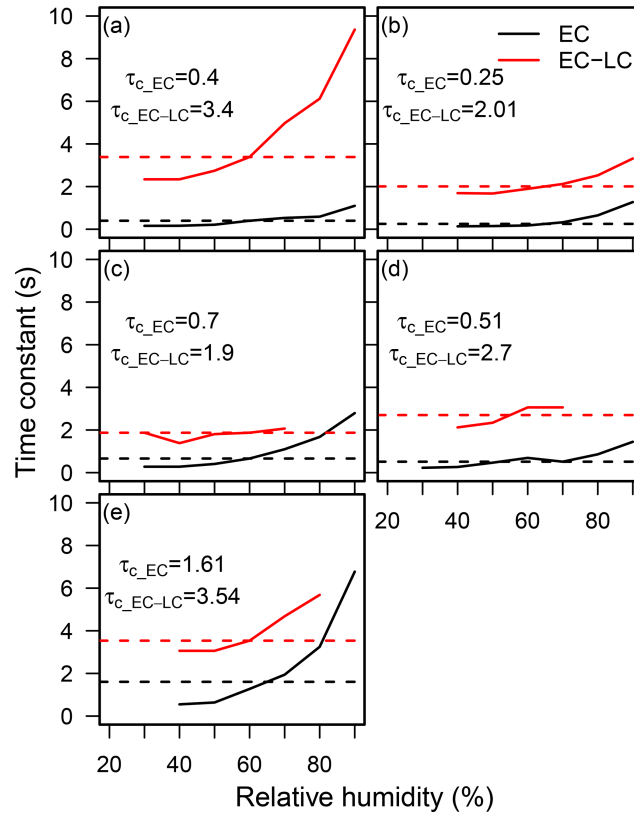 (a)
τc_EC=0.4
τc_EC−LC=3.4
(b)
EC
EC−LC
τc_EC=0.25
τc_EC−LC=2.01
10
8
6
4
2
0
(c)
τc_EC=0.7
τc_EC−LC=1.9
(d)
τc_EC=0.51
τc_EC−LC=2.7
10
8
6
4
2
0
(e)
τc_EC=1.61
τc_EC−LC=3.54
10
8
6
4
2
0
20 40 60 80
20 40 60 80
Time constant (s)
Relative humidity (%)